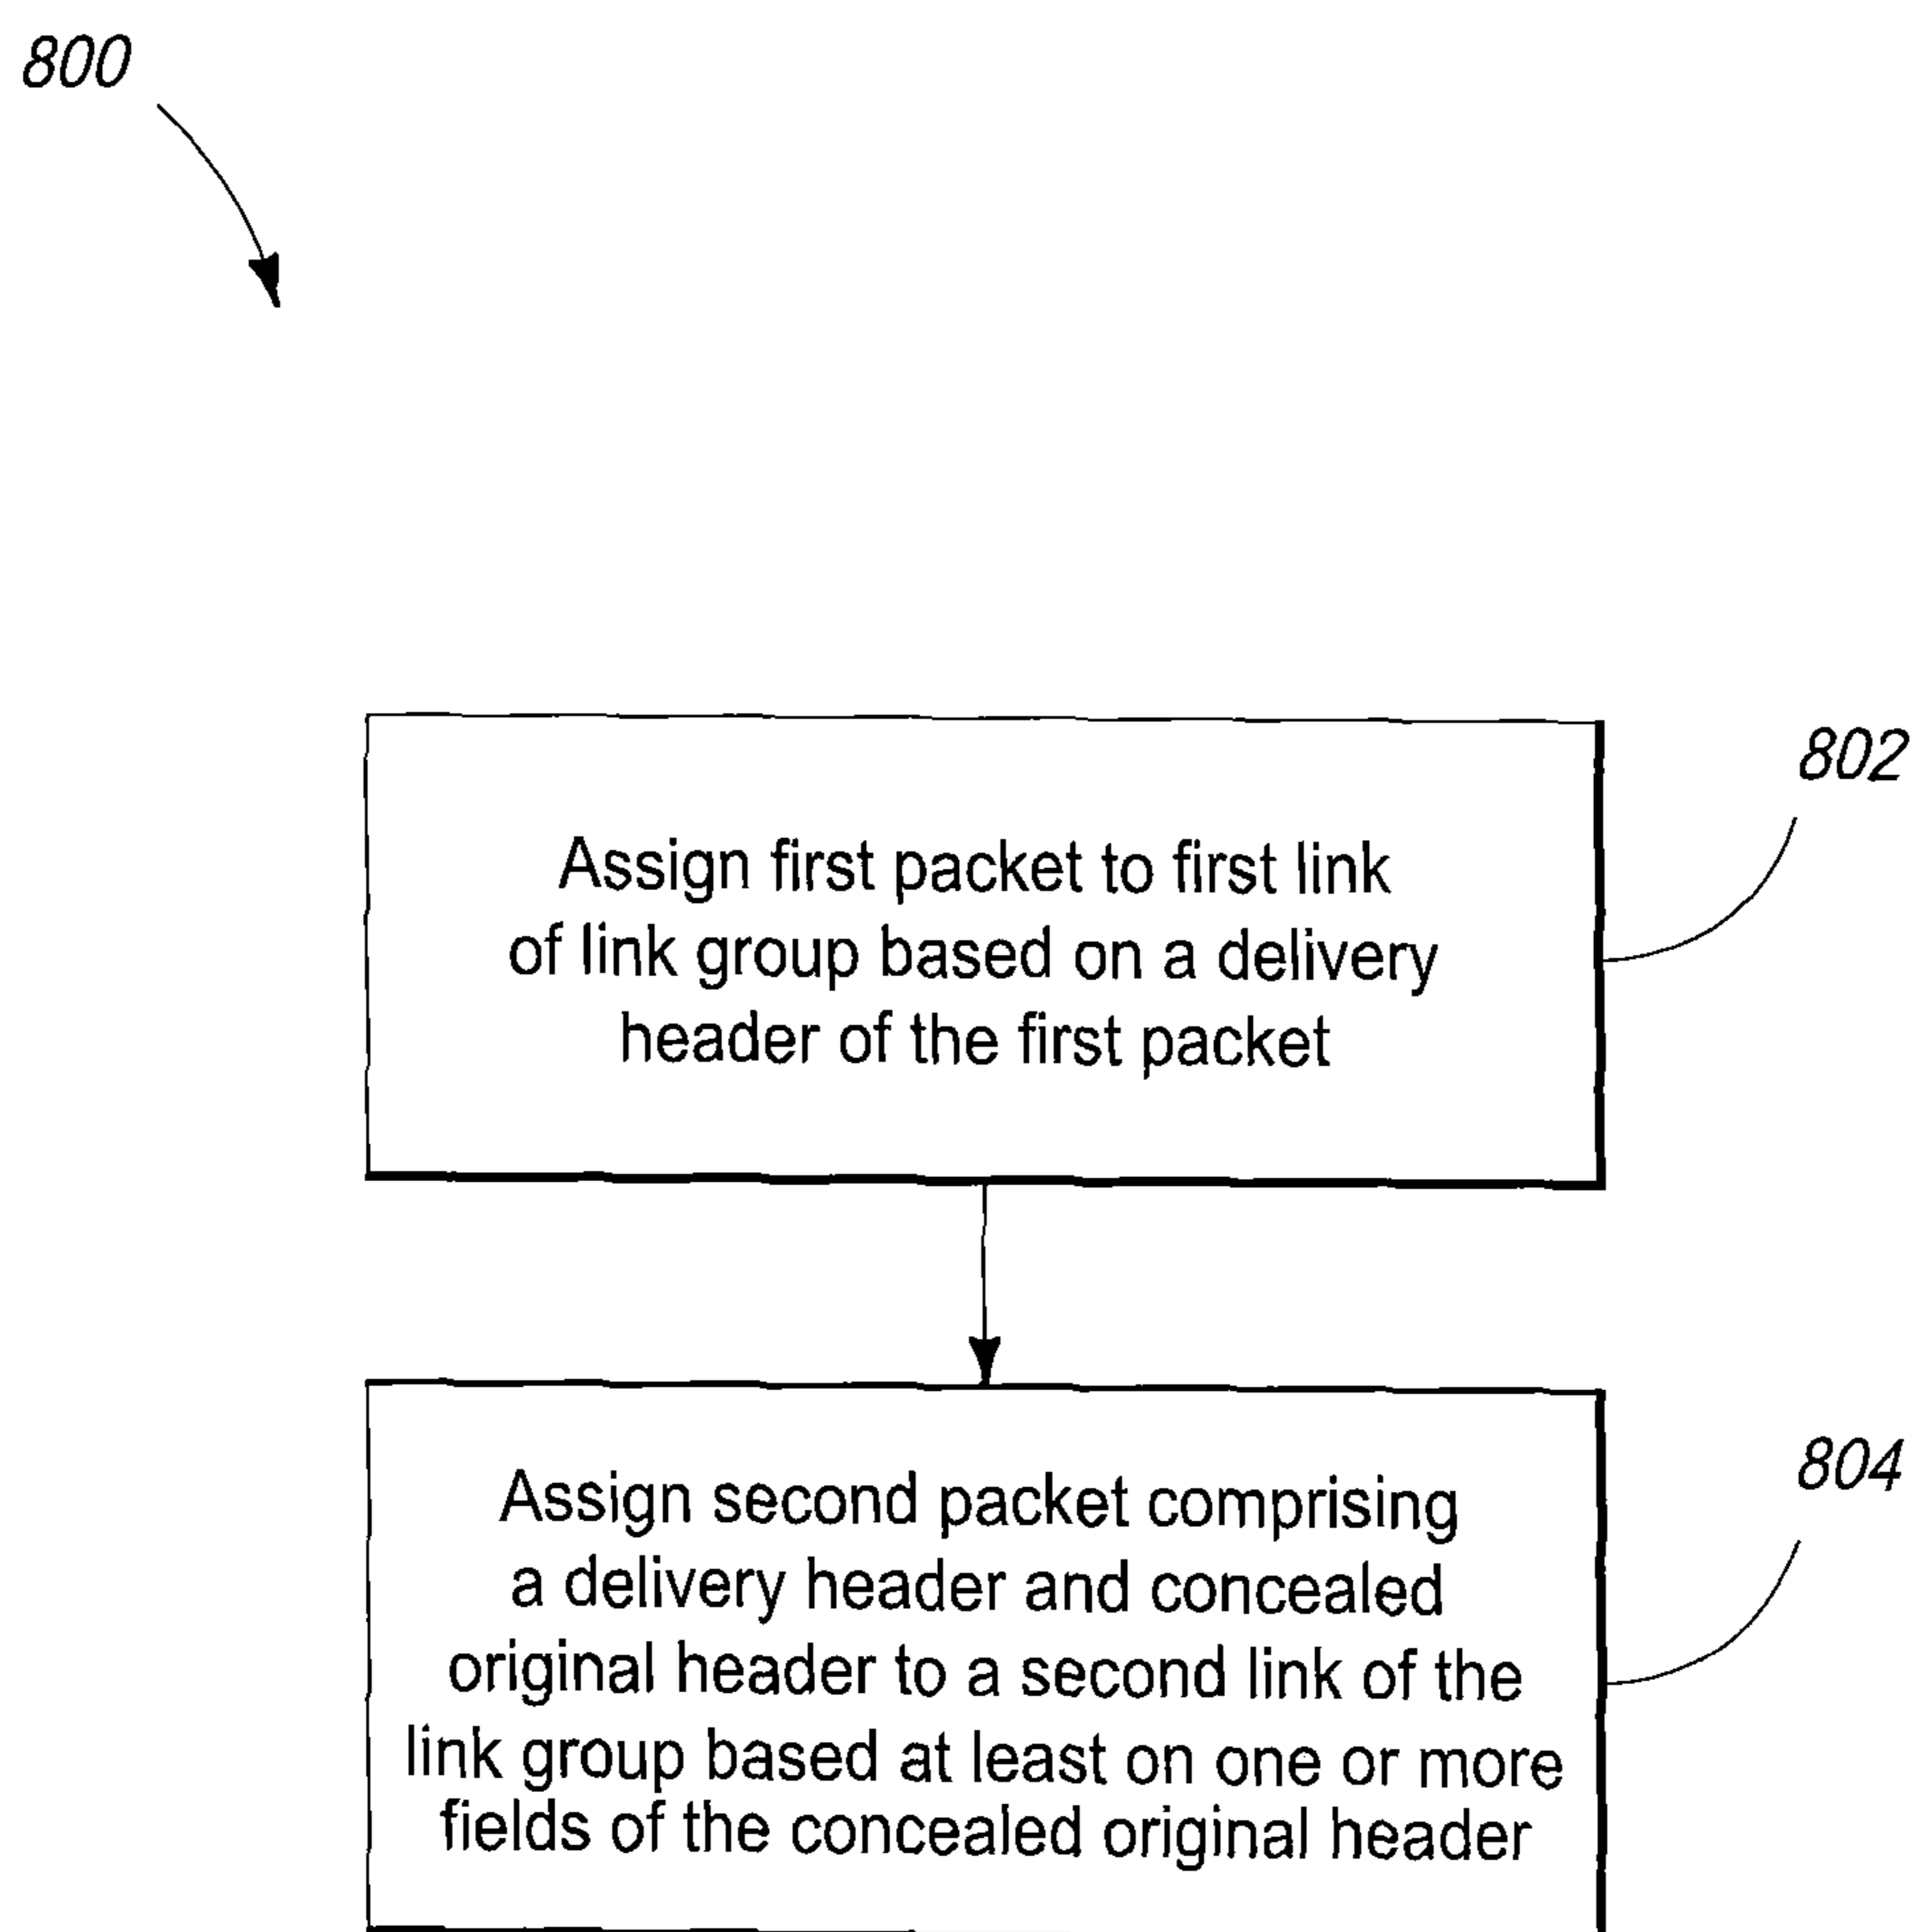 800
802
Assign first packet to first link
of link group based on a delivery
header of the first packet
804
Assign second packet comprising
a delivery header and concealed
original header to a second link of the
link group based at least on one or more
fields of the concealed original header